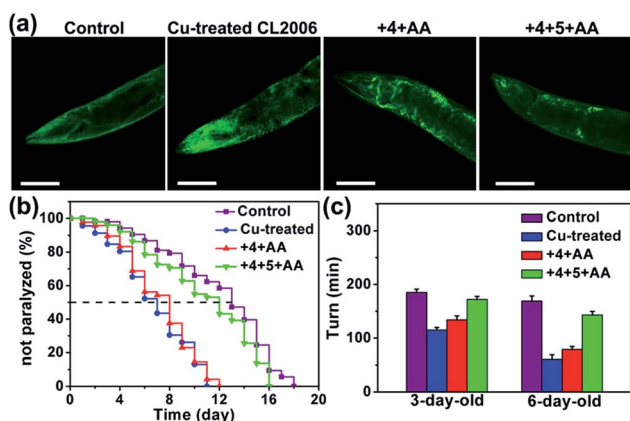 (a)
Control
Cu-treated CL2006
+4+AA
+4+5+AA
(b)
not paralyzed (%)
100
80
60
40
20
0
Control
Cu-treated
+4+AA
+4+5+AA
0 4 8 12 16 20
Time (day)
(c)
Turn (min)
300
200
100
0
Control
Cu-treated
+4+AA
+4+5+AA
3-day-old 6-day-old